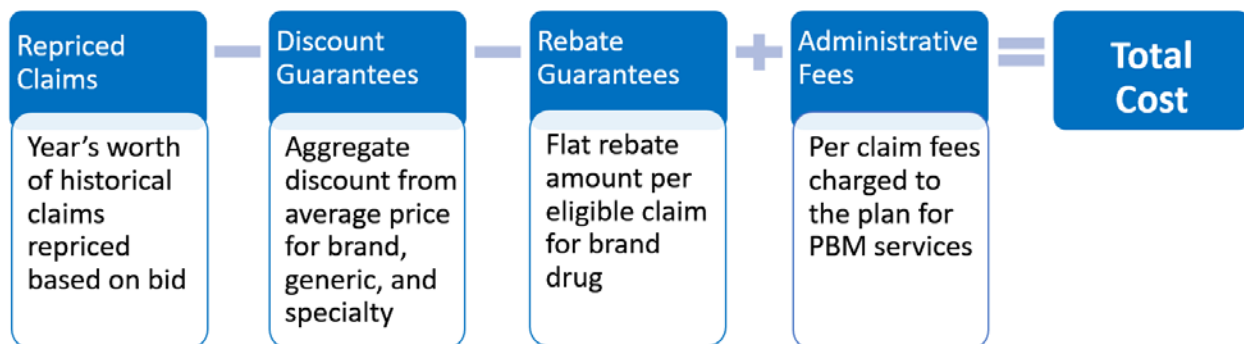 Repriced
Claims
Year’s worth
of historical
claims
repriced
based on bid
Discount
Guarantees
Aggregate
discount from
average price
for brand,
generic, and
specialty
Rebate
Guarantees
Flat rebate
amount per
eligible claim
for brand
drug
Administrative
Fees
Per claim fees
charged to
the plan for
PBM services
Total
Cost